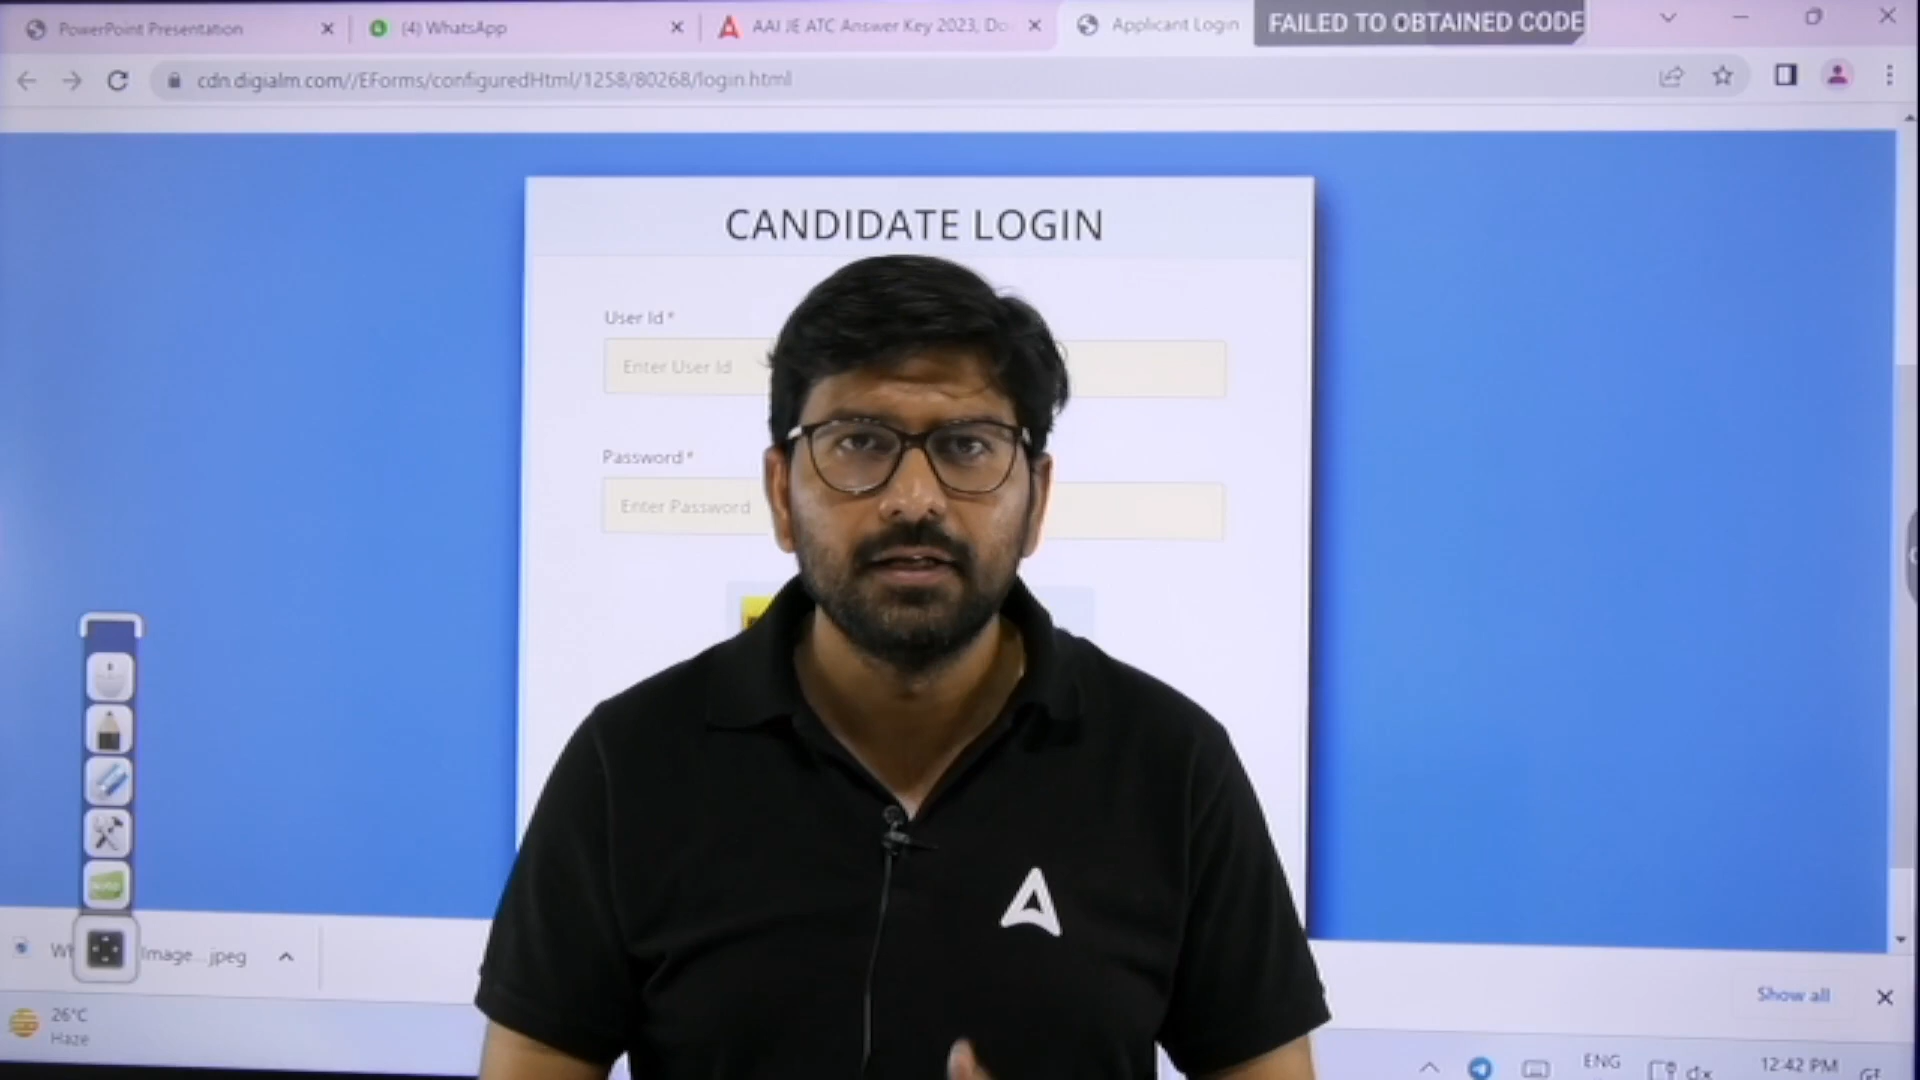 PowerPoint Presentation
(4) WhatsApp
AAI JE ATC Answer Key 2023, Do
Applicant Login
FAILED TO OBTAINED CODE
cdn.digialm.com//EForms/configuredHtml/1258/80268/login.html
CANDIDATE LOGIN
User Id *
Enter User Id
Password *
Enter Password
Image...jpeg
Show all
26°C
Haze
ENG
12:42 PM